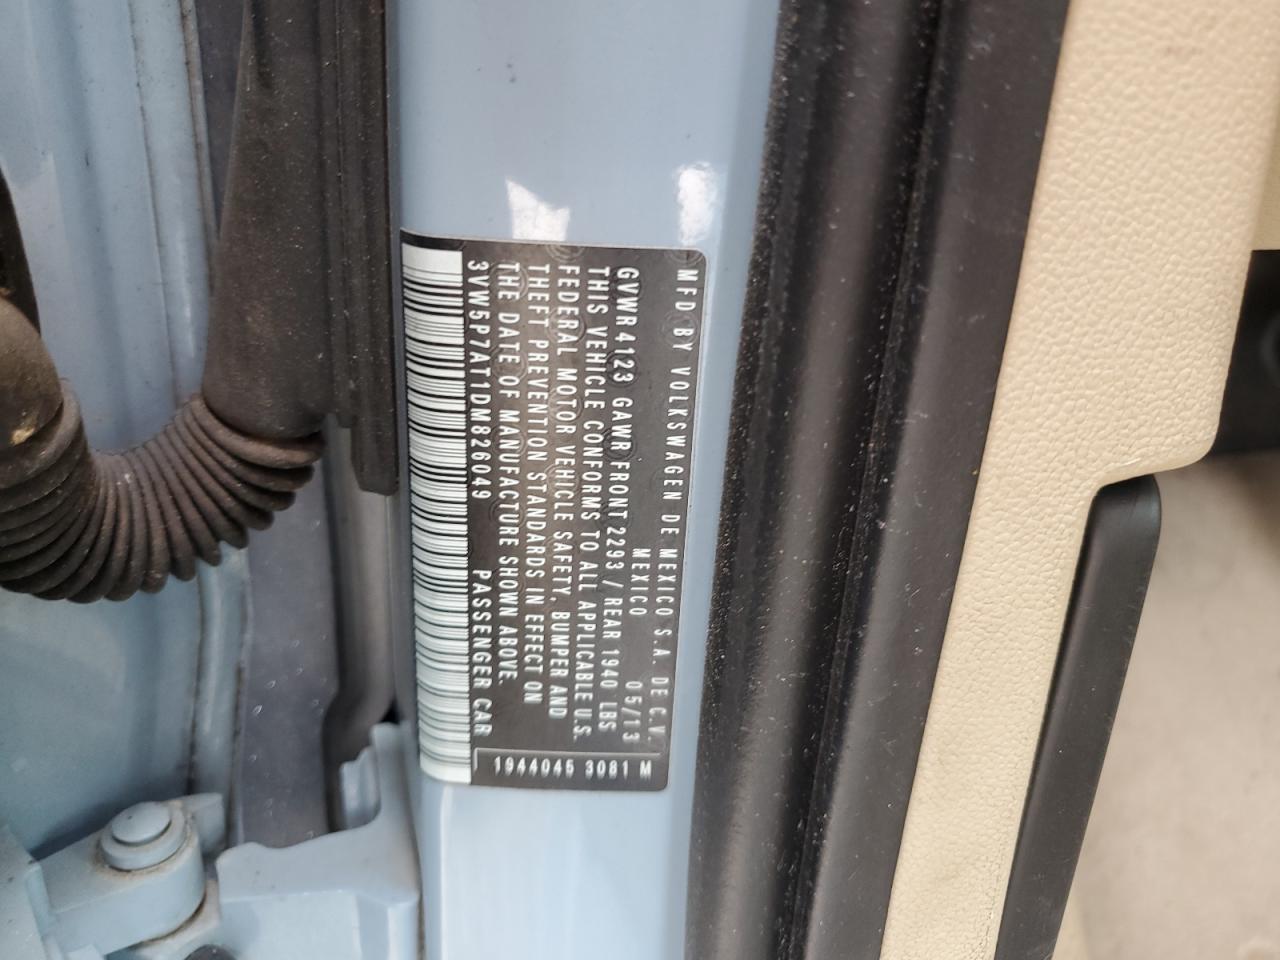 MFD BY VOLKSWAGEN DE MEXICO S.A. DE C.V.
MEXICO 05/13
GVWR 4123 GAWR FRONT 2293 / REAR 1940 LBS
THIS VEHICLE CONFORMS TO ALL APPLICABLE U.S.
FEDERAL MOTOR VEHICLE SAFETY, BUMPER AND
THEFT PREVENTION STANDARDS IN EFFECT ON
THE DATE OF MANUFACTURE SHOWN ABOVE.
3VW5P7AT1DM826049 PASSENGER CAR
1944045 3081 M